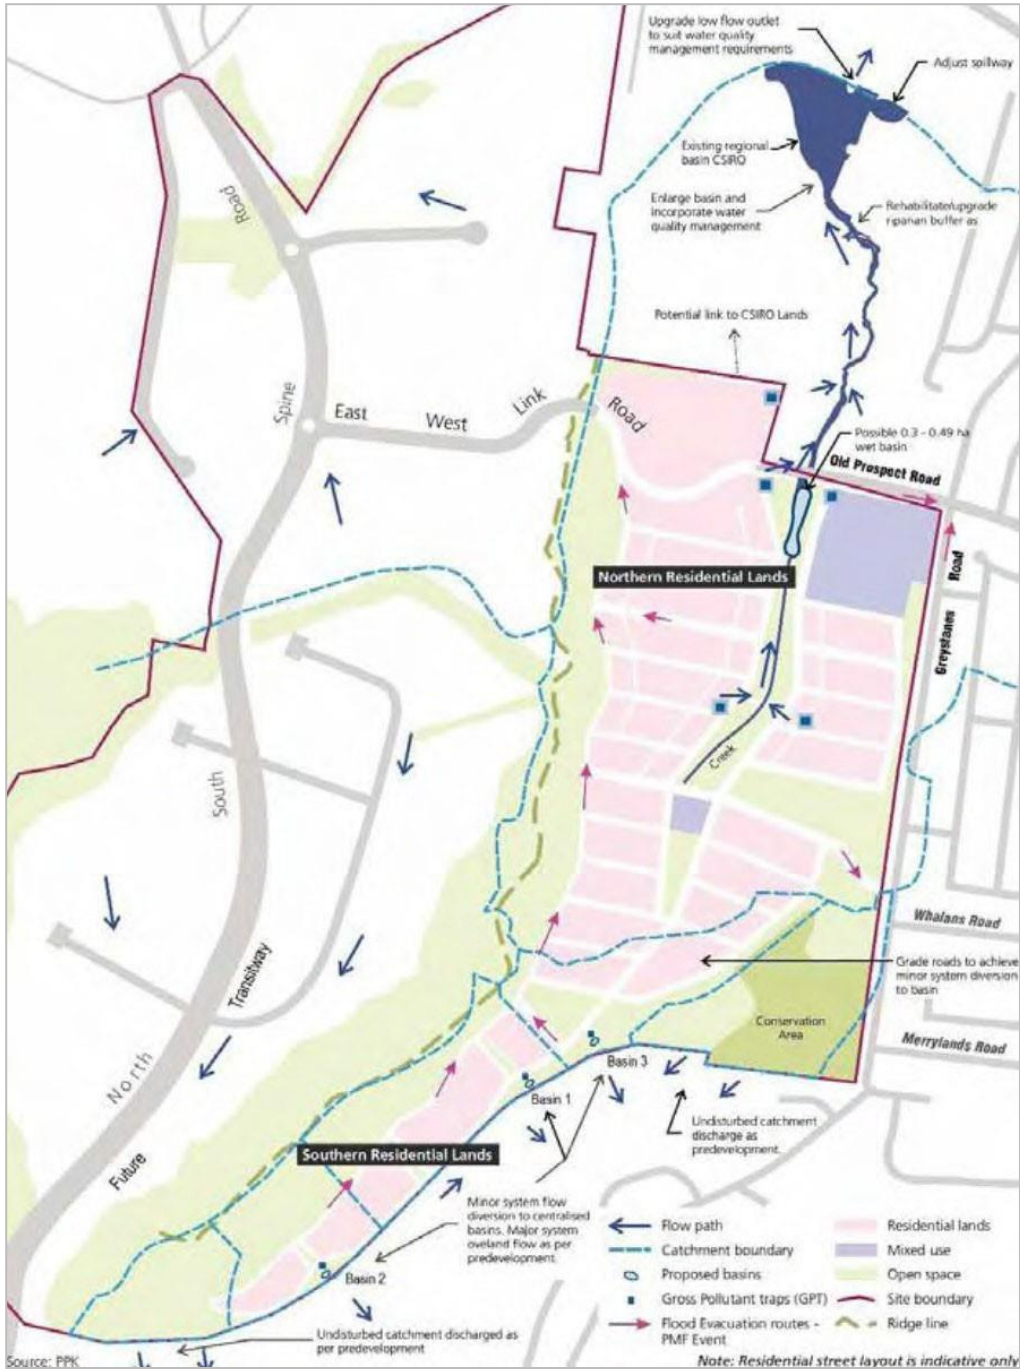 Upgrade low flow outlet
to suit water quality
management requirements
Adjust spillway
Existing regional
basin CSIRO
Enlarge basin and
incorporate water
quality management
Rehabilitate/upgrade
riparian buffer as
Potential link to CSIRO Lands
Road
Spine
East West Link Road
Possible 0.3 - 0.49 ha
wet basin
Old Prospect Road
Northern Residential Lands
Road
Greystanes
Creek
South
Whalans Road
Transitway
Grade roads to achieve
minor system diversion
to basin
Conservation
Area
Merrylands Road
North
Basin 3
Basin 1
Undisturbed catchment
discharge as
predevelopment.
Southern Residential Lands
Future
Minor system flow
diversion to centralised
basins. Major system
oveland flow as per
predevelopment.
Basin 2
Undisturbed catchment discharged as
per predevelopment
Flow path
Catchment boundary
Proposed basins
Gross Pollutant traps (GPT)
Flood Evacuation routes -
PMF Event
Residential lands
Mixed use
Open space
Site boundary
Ridge line
Source: PPK
Note: Residential street layout is indicative only